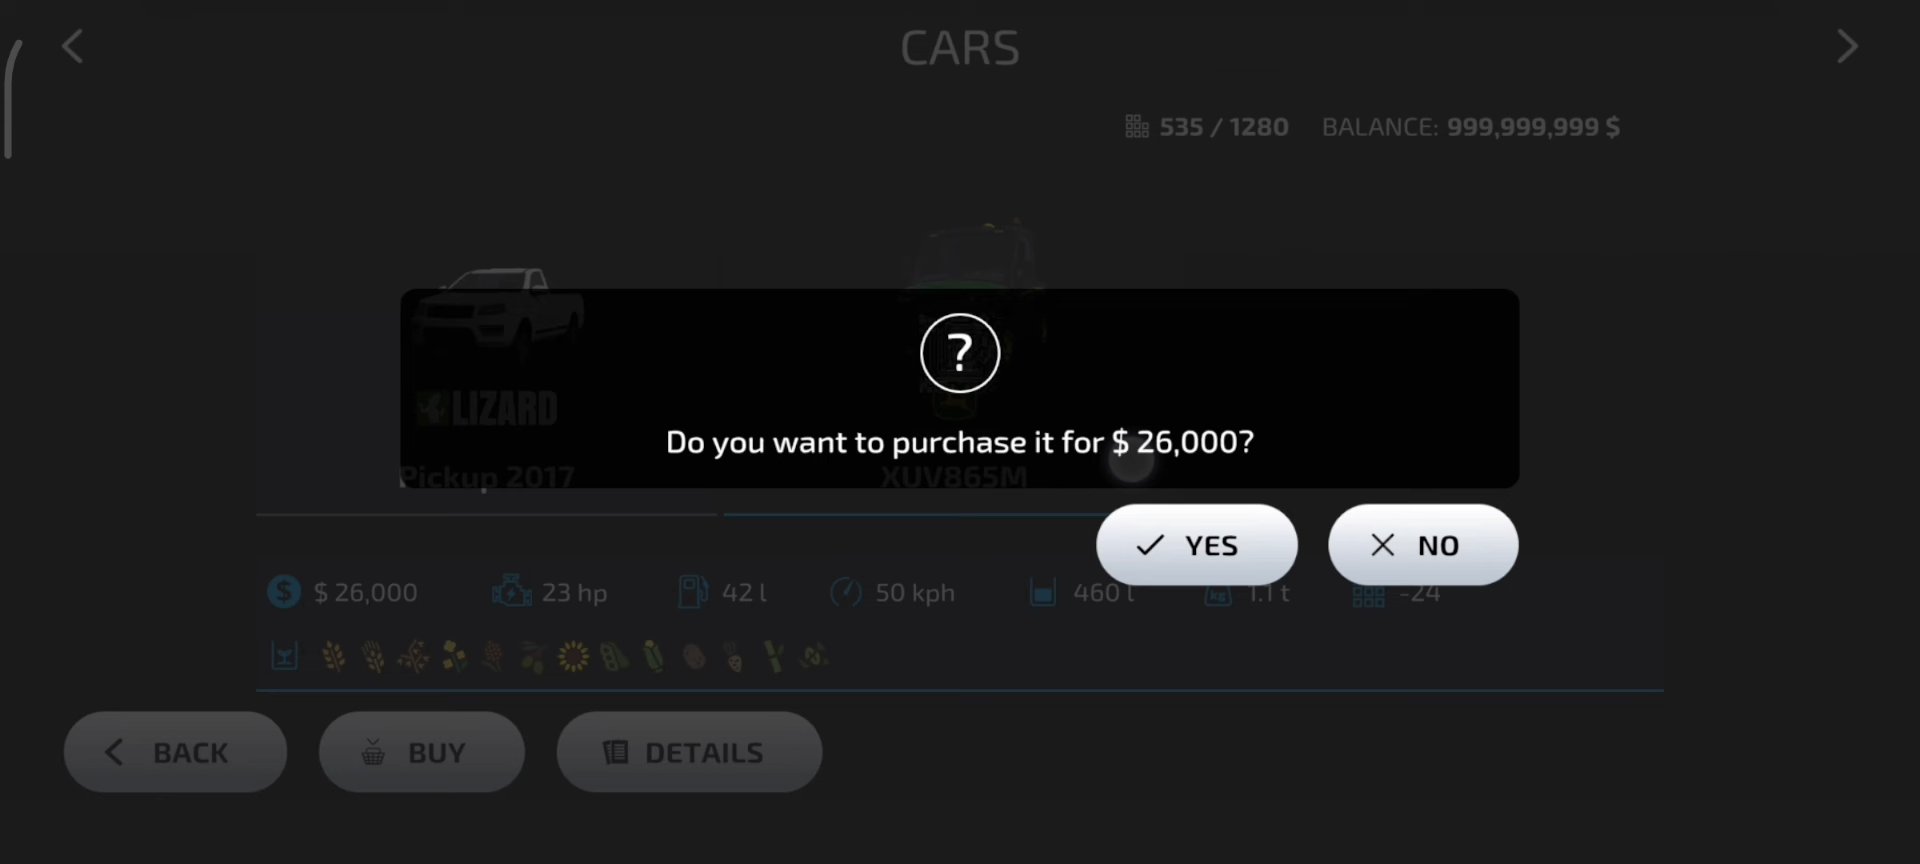 CARS
535 / 1280 BALANCE: 999,999,999 $
?
LIZARD
Do you want to purchase it for $ 26,000?
Pickup 2017 XUV865M
YES NO
$ 26,000 23 hp 42 l 50 kph 460 l 1.1 t -24
BACK BUY DETAILS